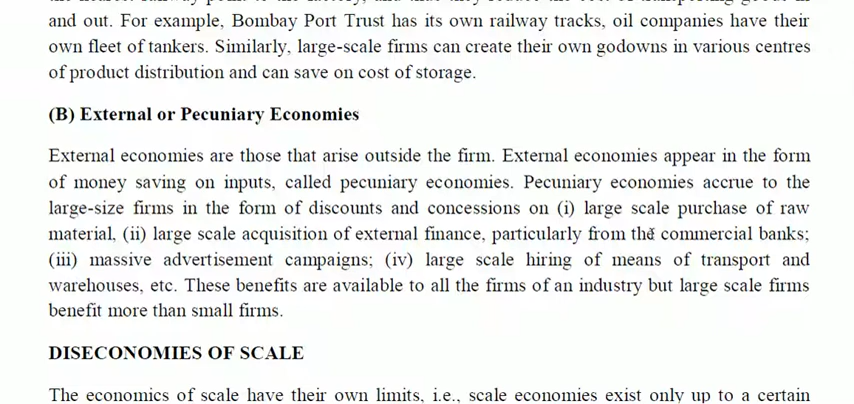 and out. For example, Bombay Port Trust has its own railway tracks, oil companies have their
own fleet of tankers. Similarly, large-scale firms can create their own godowns in various centres
of product distribution and can save on cost of storage.
(B) External or Pecuniary Economies
External economies are those that arise outside the firm. External economies appear in the form
of money saving on inputs, called pecuniary economies. Pecuniary economies accrue to the
large-size firms in the form of discounts and concessions on (i) large scale purchase of raw
material, (ii) large scale acquisition of external finance, particularly from the commercial banks;
(iii) massive advertisement campaigns; (iv) large scale hiring of means of transport and
warehouses, etc. These benefits are available to all the firms of an industry but large scale firms
benefit more than small firms.
DISECONOMIES OF SCALE
The economics of scale have their own limits, i.e., scale economies exist only up to a certain